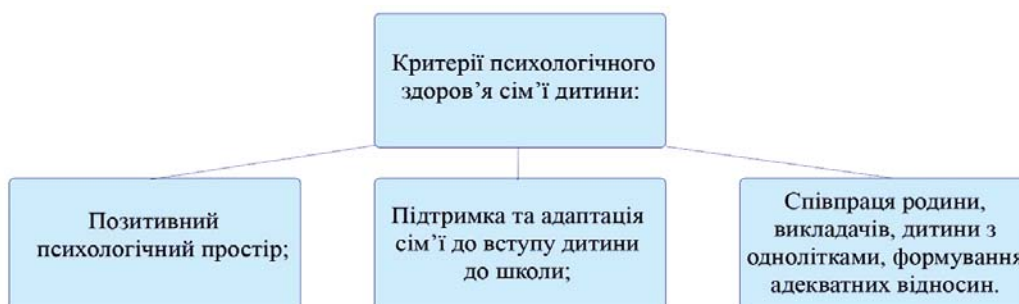 Критерії психологічного
здоров’я сім’ї дитини:
Позитивний
психологічний простір;
Підтримка та адаптація
сім’ї до вступу дитини
до школи;
Співпраця родини,
викладачів, дитини з
однолітками, формування
адекватних відносин.